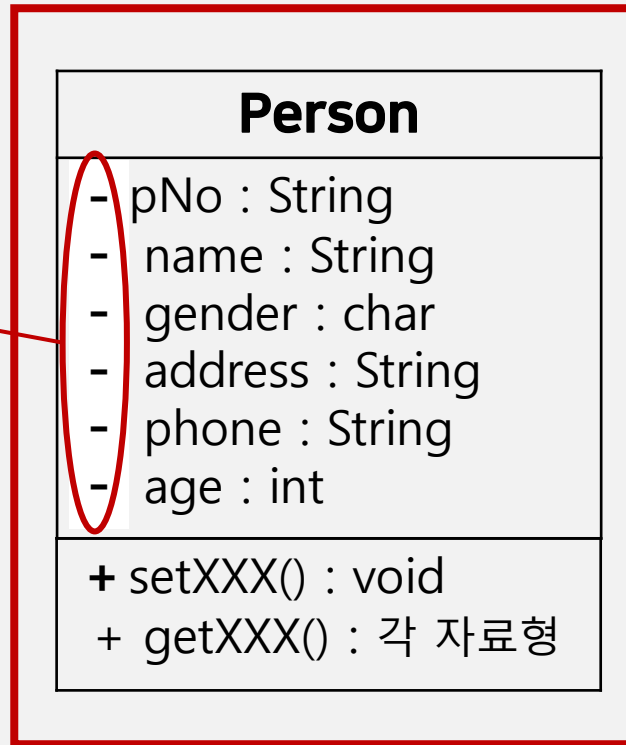 Person
- pNo : String
- name : String
- gender : char
- address : String
- phone : String
- age : int
+ setXXX() : void
+ getXXX() : 각 자료형